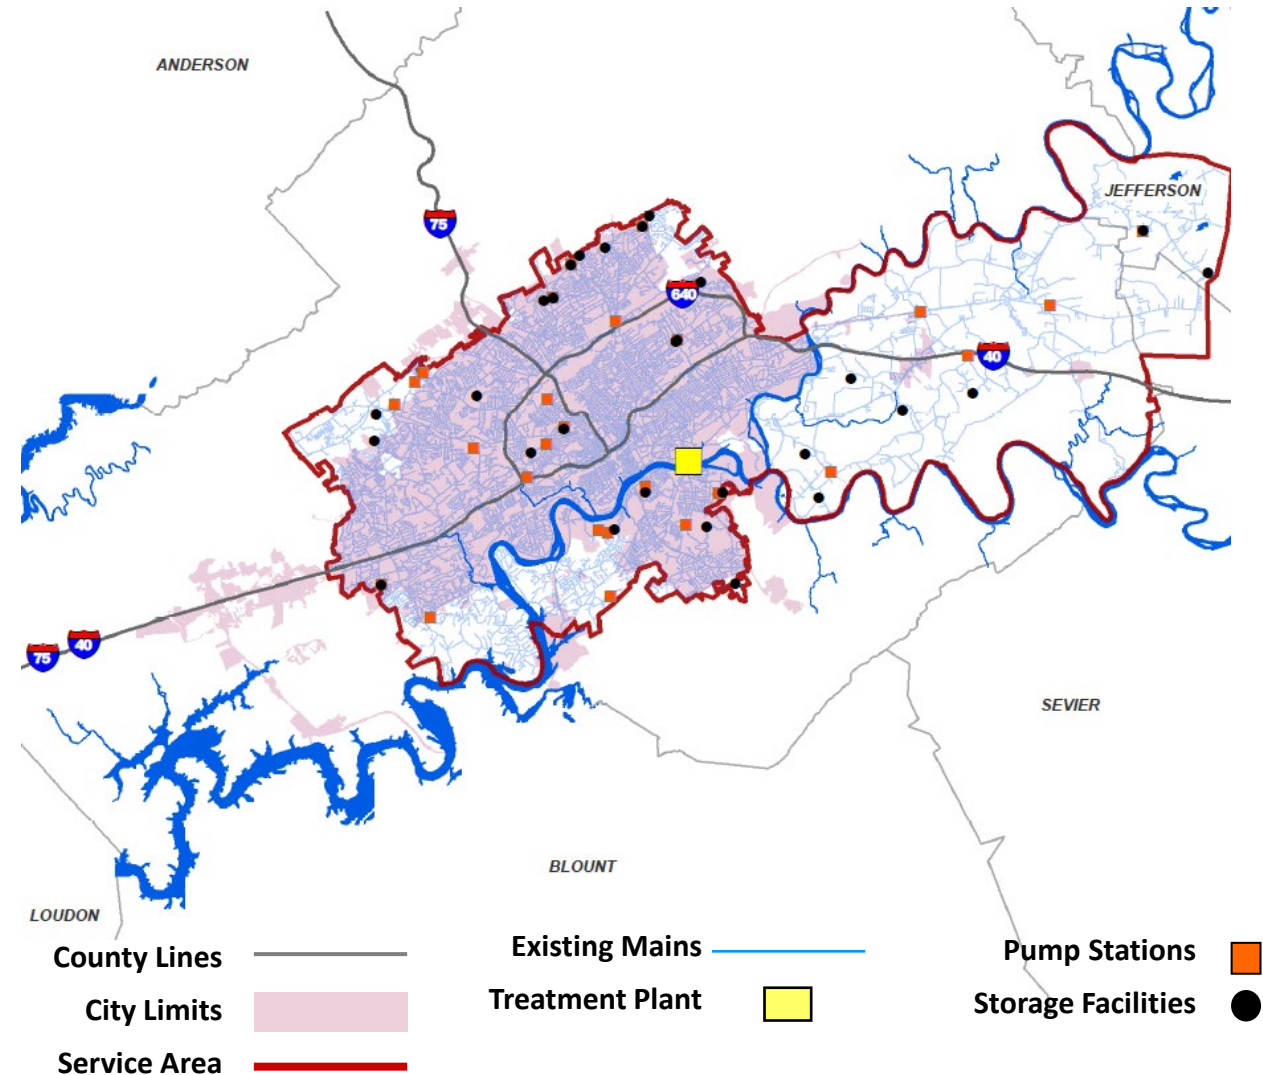 ANDERSON
75
JEFFERSON
640
40
75
40
SEVIER
BLOUNT
LOUDON
County Lines
Existing Mains
Pump Stations
City Limits
Treatment Plant
Storage Facilities
Service Area